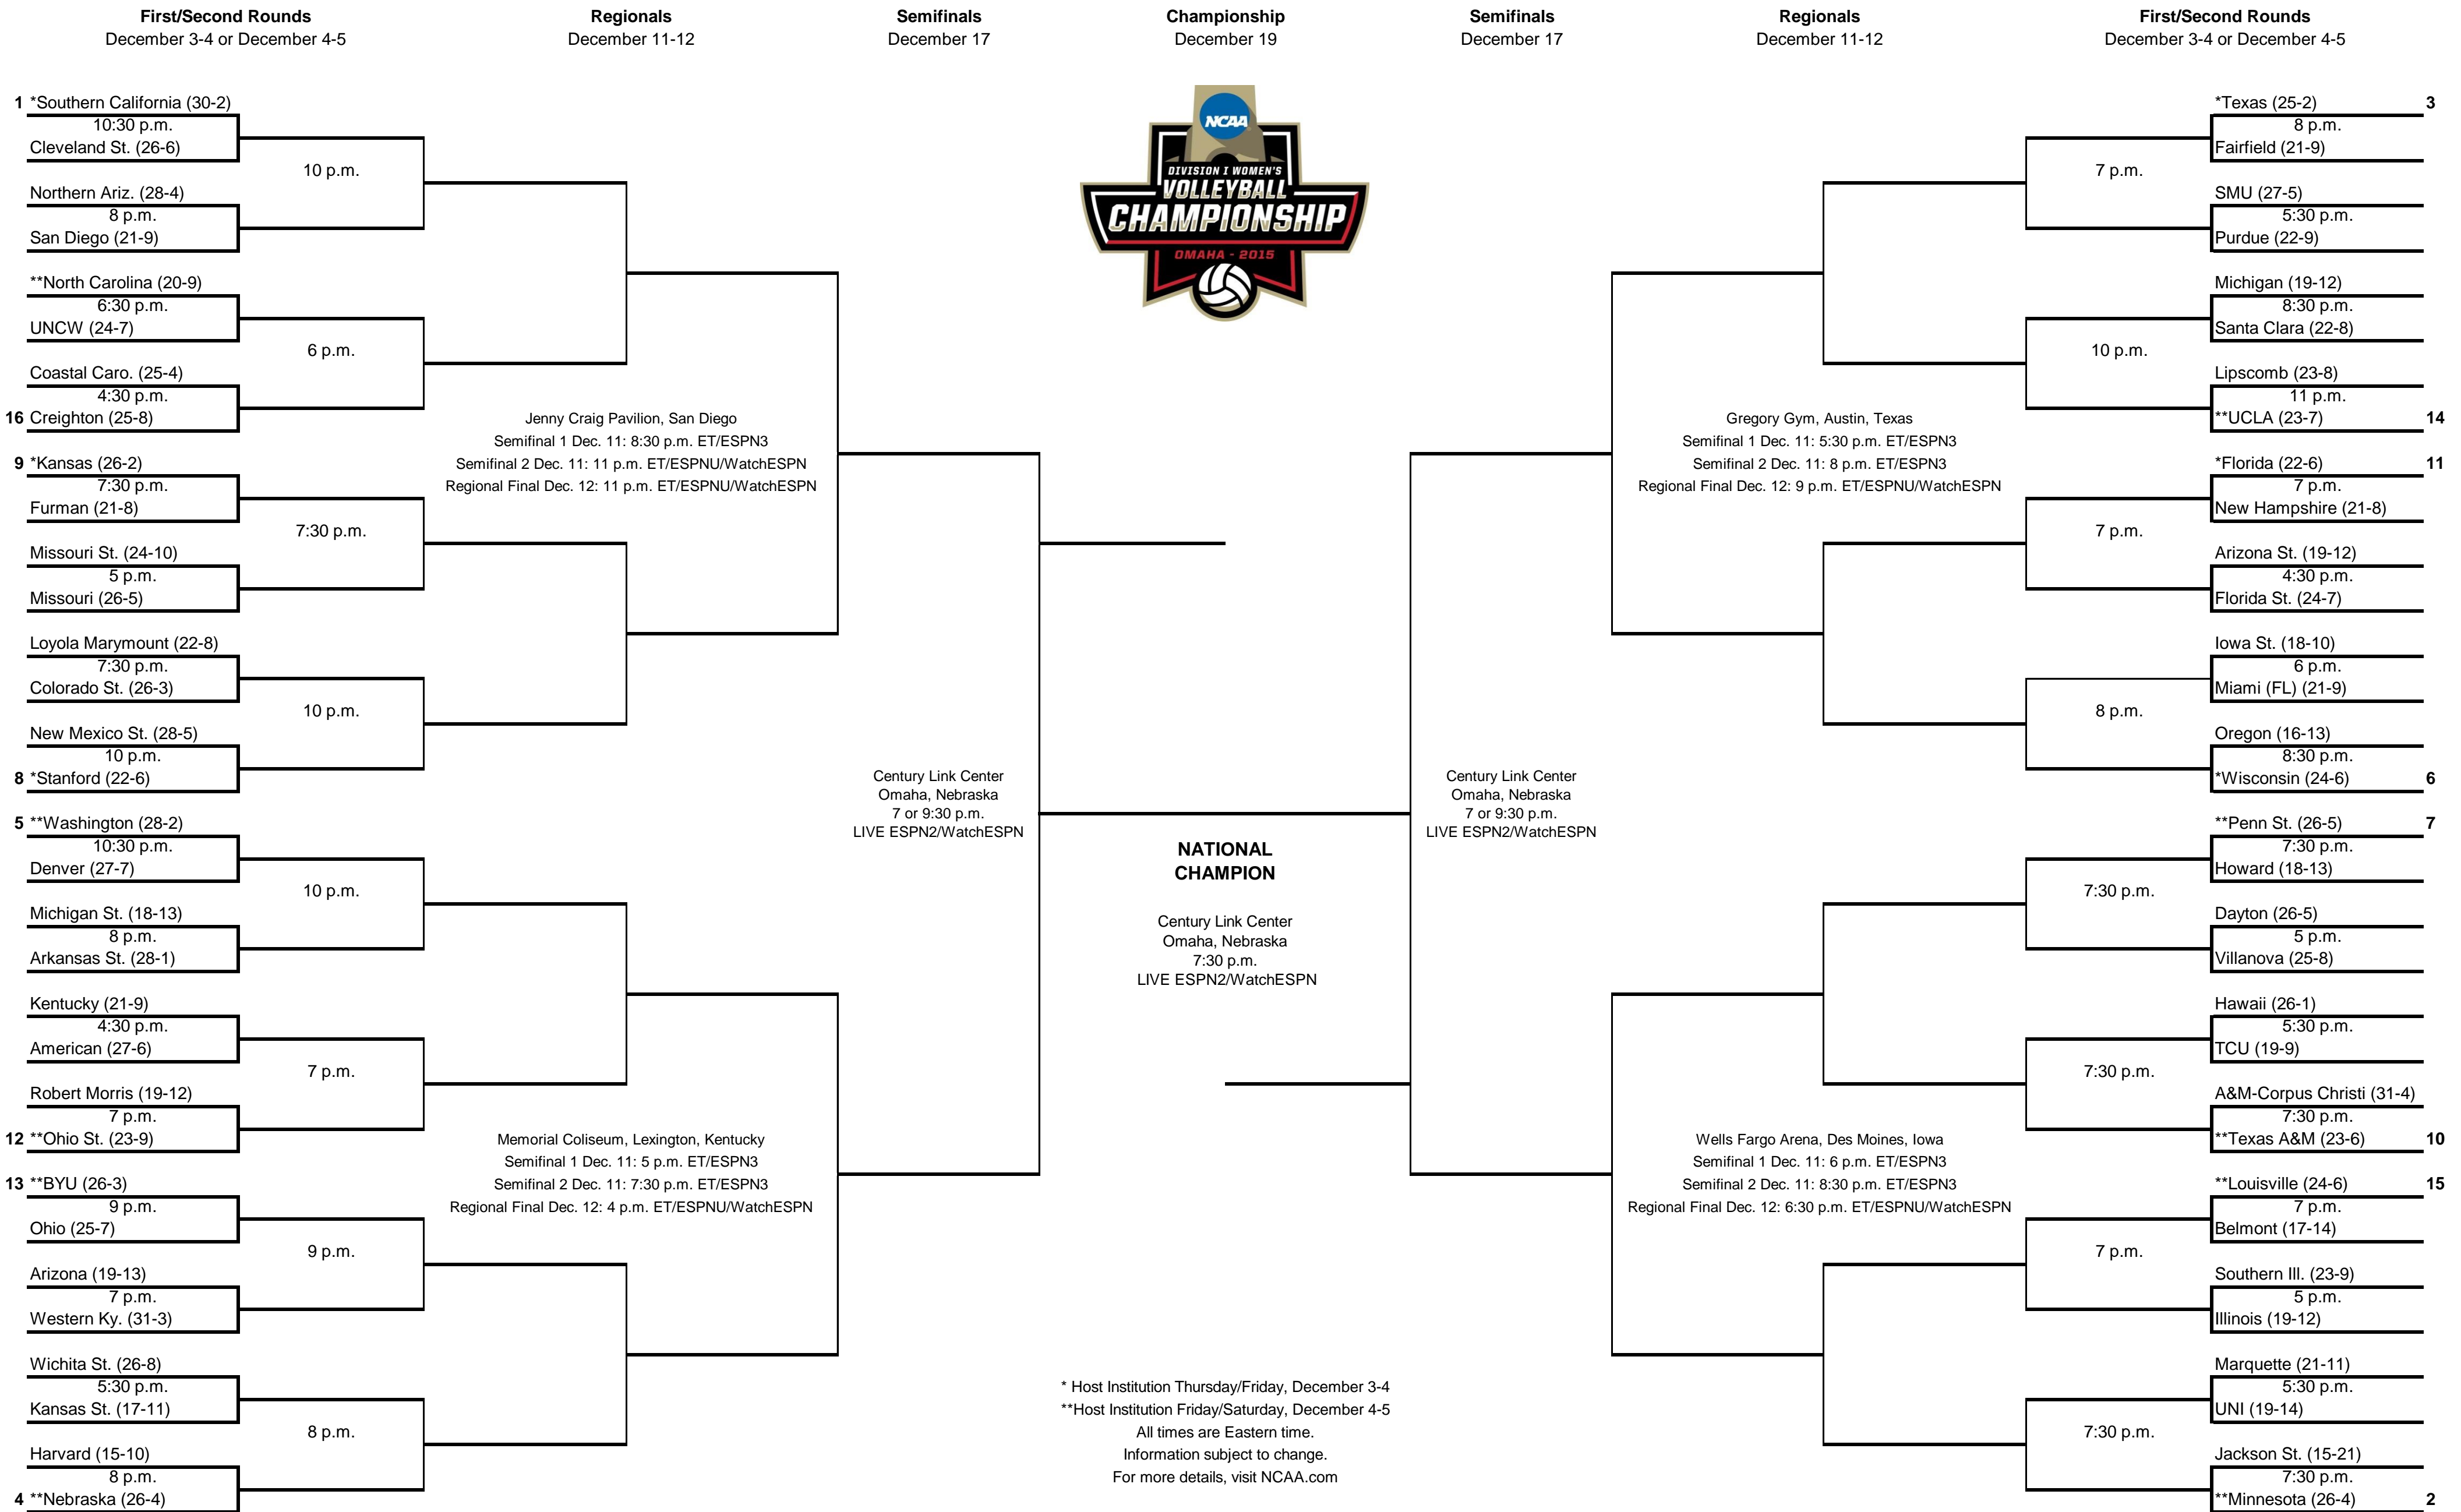 First/Second Rounds
December 3-4 or December 4-5
Regionals
December 11-12
Semifinals
December 17
Championship
December 19
Semifinals
December 17
Regionals
December 11-12
First/Second Rounds
December 3-4 or December 4-5
1 *Southern California (30-2)
10:30 p.m.
Cleveland St. (26-6)
10 p.m.
Northern Ariz. (28-4)
8 p.m.
San Diego (21-9)
**North Carolina (20-9)
6:30 p.m.
UNCW (24-7)
6 p.m.
Coastal Caro. (25-4)
4:30 p.m.
16 Creighton (25-8)
Jenny Craig Pavilion, San Diego
Semifinal 1 Dec. 11: 8:30 p.m. ET/ESPN3
Semifinal 2 Dec. 11: 11 p.m. ET/ESPNU/WatchESPN
Regional Final Dec. 12: 11 p.m. ET/ESPNU/WatchESPN
9 *Kansas (26-2)
7:30 p.m.
Furman (21-8)
7:30 p.m.
Missouri St. (24-10)
5 p.m.
Missouri (26-5)
Loyola Marymount (22-8)
7:30 p.m.
Colorado St. (26-3)
10 p.m.
New Mexico St. (28-5)
10 p.m.
8 *Stanford (22-6)
5 **Washington (28-2)
10:30 p.m.
Denver (27-7)
10 p.m.
Michigan St. (18-13)
8 p.m.
Arkansas St. (28-1)
Kentucky (21-9)
4:30 p.m.
American (27-6)
7 p.m.
Robert Morris (19-12)
7 p.m.
12 **Ohio St. (23-9)
Memorial Coliseum, Lexington, Kentucky
Semifinal 1 Dec. 11: 5 p.m. ET/ESPN3
Semifinal 2 Dec. 11: 7:30 p.m. ET/ESPN3
Regional Final Dec. 12: 4 p.m. ET/ESPNU/WatchESPN
13 **BYU (26-3)
9 p.m.
Ohio (25-7)
9 p.m.
Arizona (19-13)
7 p.m.
Western Ky. (31-3)
Wichita St. (26-8)
5:30 p.m.
Kansas St. (17-11)
8 p.m.
Harvard (15-10)
8 p.m.
4 **Nebraska (26-4)
Century Link Center
Omaha, Nebraska
7 or 9:30 p.m.
LIVE ESPN2/WatchESPN
NCAA
DIVISION I WOMEN'S
VOLLEYBALL
CHAMPIONSHIP
OMAHA - 2015
NATIONAL
CHAMPION
Century Link Center
Omaha, Nebraska
7:30 p.m.
LIVE ESPN2/WatchESPN
* Host Institution Thursday/Friday, December 3-4
**Host Institution Friday/Saturday, December 4-5
All times are Eastern time.
Information subject to change.
For more details, visit NCAA.com
Century Link Center
Omaha, Nebraska
7 or 9:30 p.m.
LIVE ESPN2/WatchESPN
*Texas (25-2) 3
8 p.m.
Fairfield (21-9)
7 p.m.
SMU (27-5)
5:30 p.m.
Purdue (22-9)
Michigan (19-12)
8:30 p.m.
Santa Clara (22-8)
10 p.m.
Lipscomb (23-8)
11 p.m.
**UCLA (23-7) 14
Gregory Gym, Austin, Texas
Semifinal 1 Dec. 11: 5:30 p.m. ET/ESPN3
Semifinal 2 Dec. 11: 8 p.m. ET/ESPN3
Regional Final Dec. 12: 9 p.m. ET/ESPNU/WatchESPN
*Florida (22-6) 11
7 p.m.
New Hampshire (21-8)
7 p.m.
Arizona St. (19-12)
4:30 p.m.
Florida St. (24-7)
Iowa St. (18-10)
6 p.m.
Miami (FL) (21-9)
8 p.m.
Oregon (16-13)
8:30 p.m.
*Wisconsin (24-6) 6
**Penn St. (26-5) 7
7:30 p.m.
Howard (18-13)
7:30 p.m.
Dayton (26-5)
5 p.m.
Villanova (25-8)
Hawaii (26-1)
5:30 p.m.
TCU (19-9)
7:30 p.m.
A&M-Corpus Christi (31-4)
7:30 p.m.
**Texas A&M (23-6) 10
Wells Fargo Arena, Des Moines, Iowa
Semifinal 1 Dec. 11: 6 p.m. ET/ESPN3
Semifinal 2 Dec. 11: 8:30 p.m. ET/ESPN3
Regional Final Dec. 12: 6:30 p.m. ET/ESPNU/WatchESPN
**Louisville (24-6) 15
7 p.m.
Belmont (17-14)
7 p.m.
Southern Ill. (23-9)
5 p.m.
Illinois (19-12)
Marquette (21-11)
5:30 p.m.
UNI (19-14)
7:30 p.m.
Jackson St. (15-21)
7:30 p.m.
**Minnesota (26-4) 2